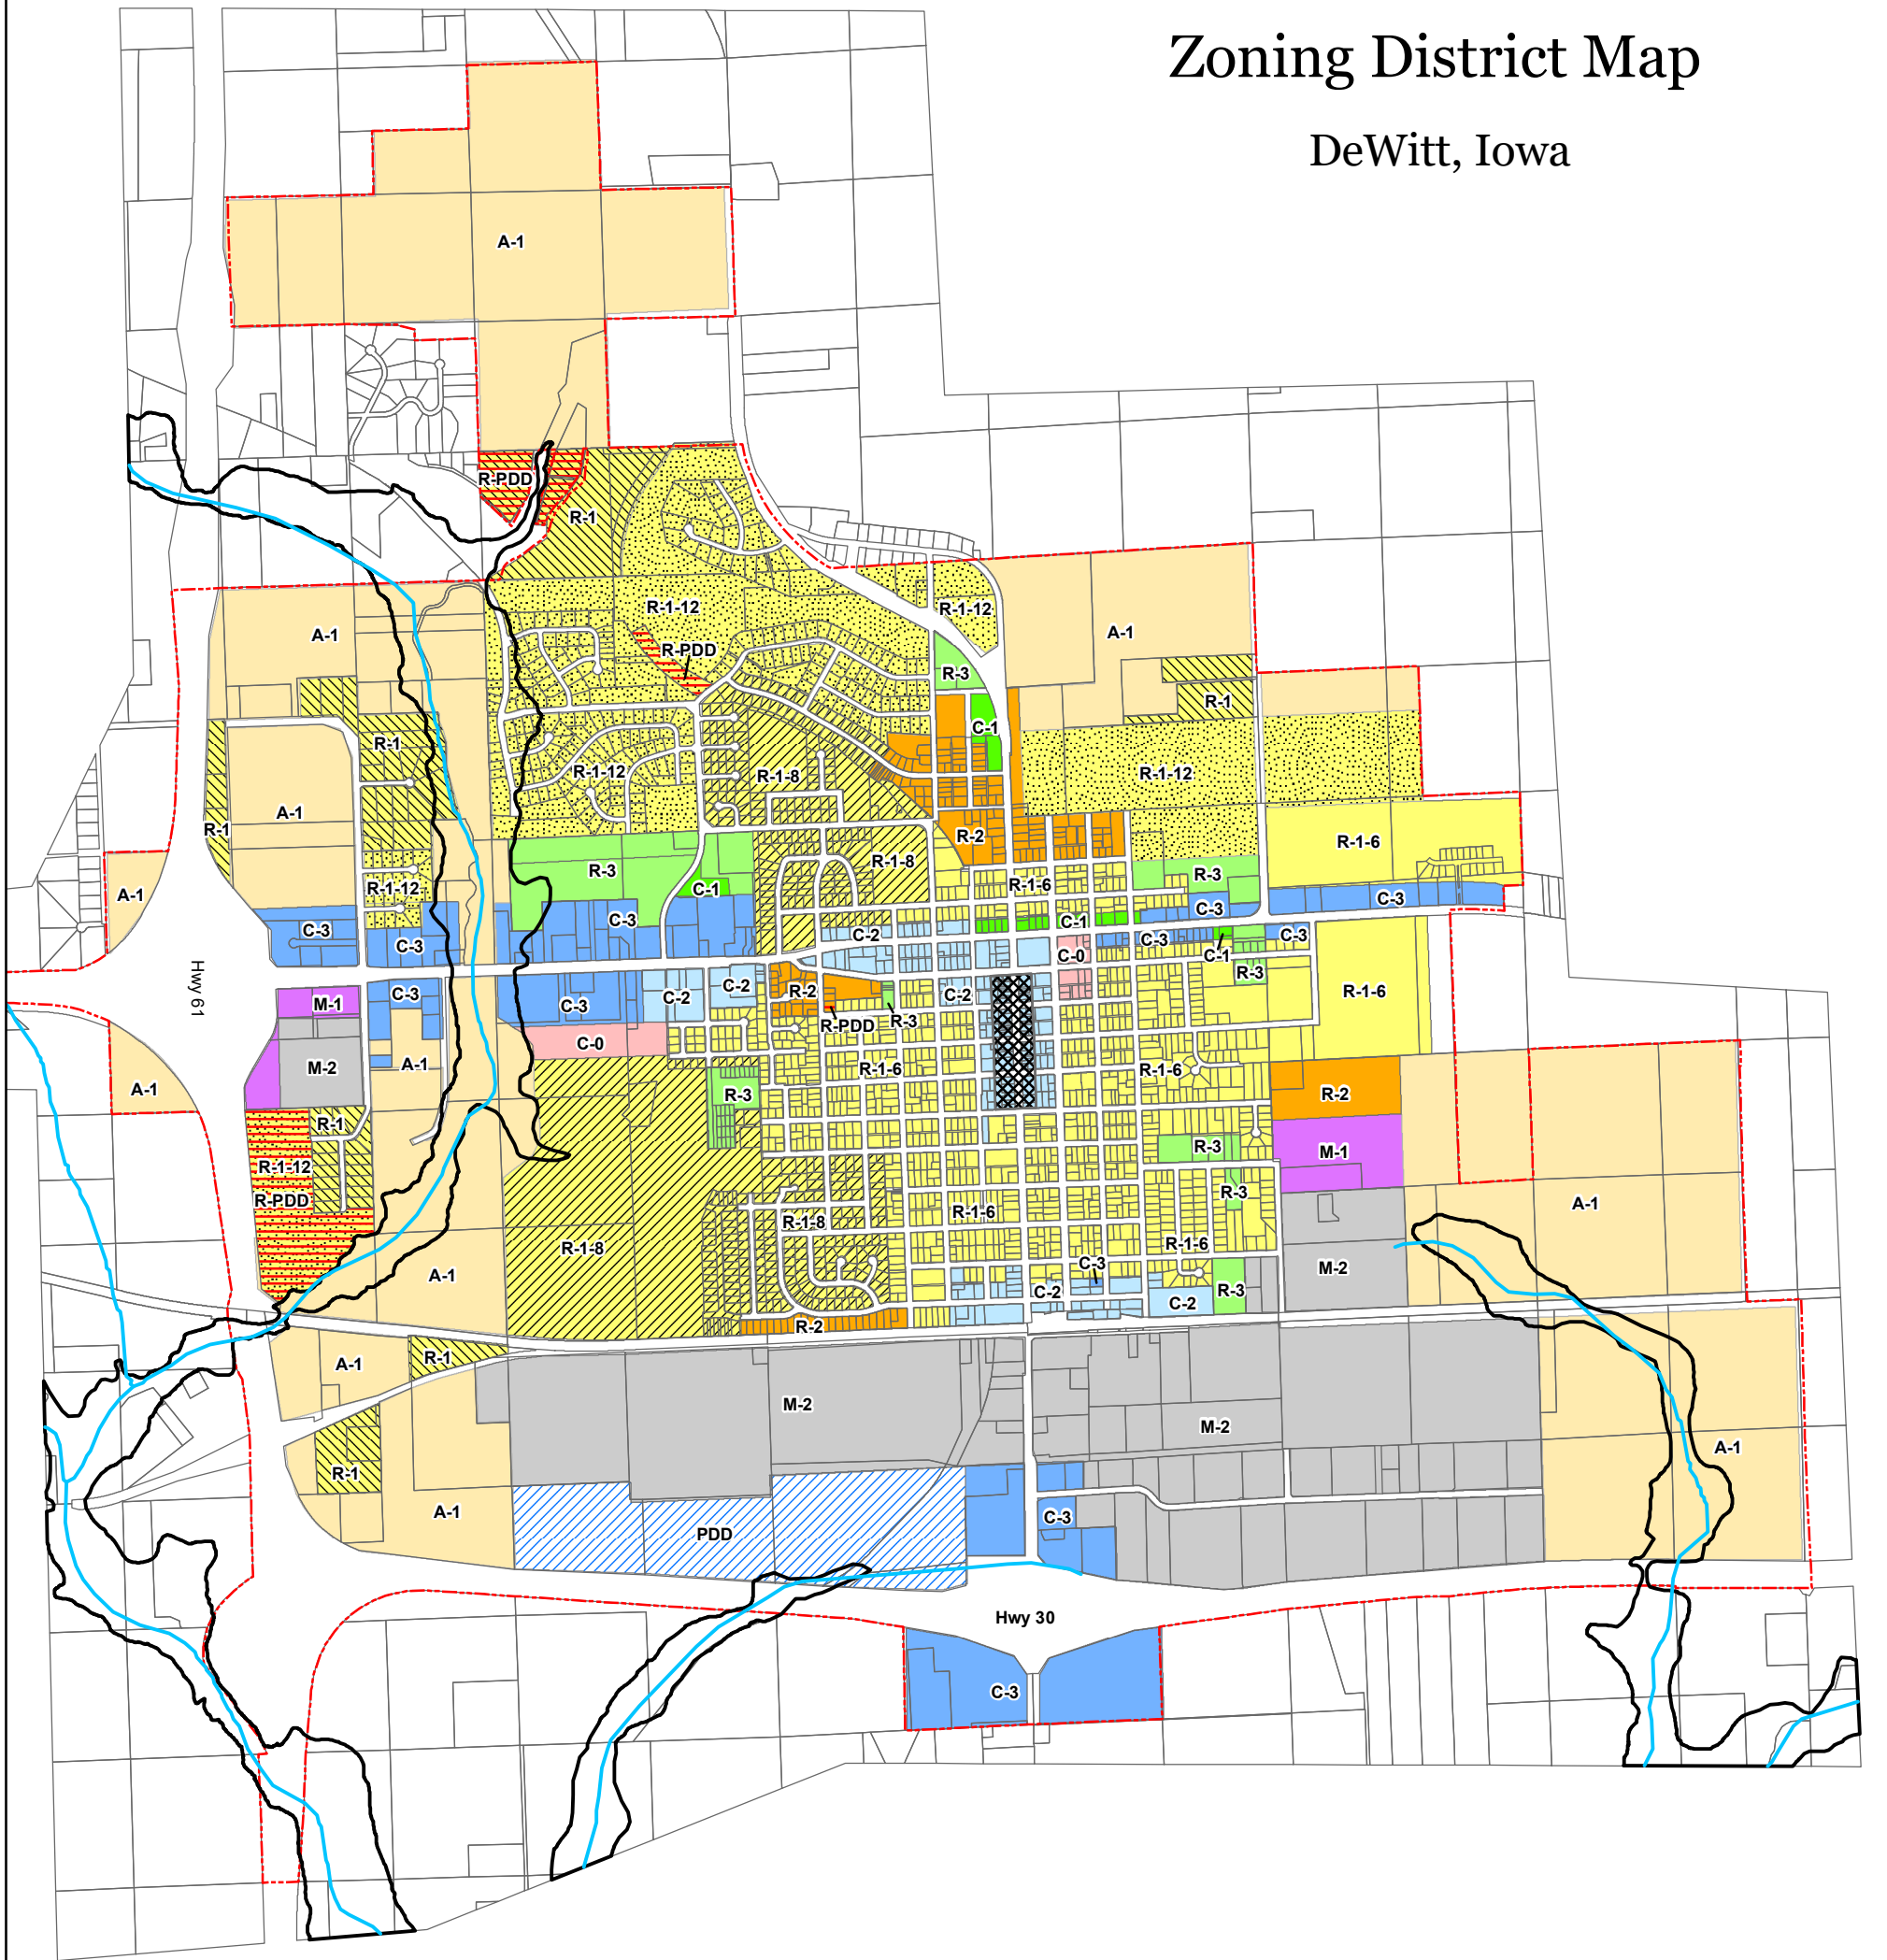 Zoning District Map
DeWitt, Iowa
A-1
R-PDD
R-1
R-1-12
R-1-12
A-1
A-1
R-PDD
R-3
R-1
C-1
R-1
R-1-12
R-1-8
R-1-12
A-1
R-1
R-2
R-1-6
R-1-8
R-3
R-3
R-1-6
C-1
R-1-12
A-1
C-3
C-3
C-1
C-3
C-3
C-2
C-3
C-3
C-3
C-0
C-1
R-3
Hwy 61
C-2
R-2
C-2
R-1-6
C-3
M-1
C-3
C-2
R-PDD
R-3
C-0
M-2
A-1
R-1-6
R-1-6
A-1
R-3
R-2
R-1
R-3
M-1
R-1-12
R-3
R-PDD
A-1
R-1-6
R-1-8
R-1-8
R-1-6
C-3
M-2
A-1
C-2
R-3
C-2
R-2
A-1
R-1
M-2
M-2
A-1
R-1
A-1
C-3
PDD
Hwy 30
C-3